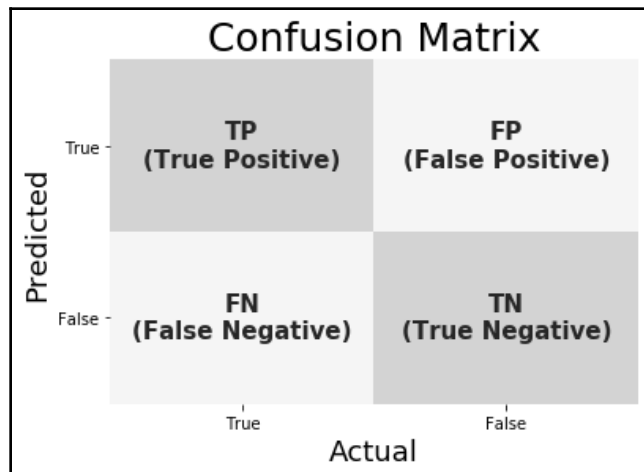 Confusion Matrix
TP
(True Positive)
FP
(False Positive)
True
Predicted
FN
(False Negative)
TN
(True Negative)
False
True
False
Actual